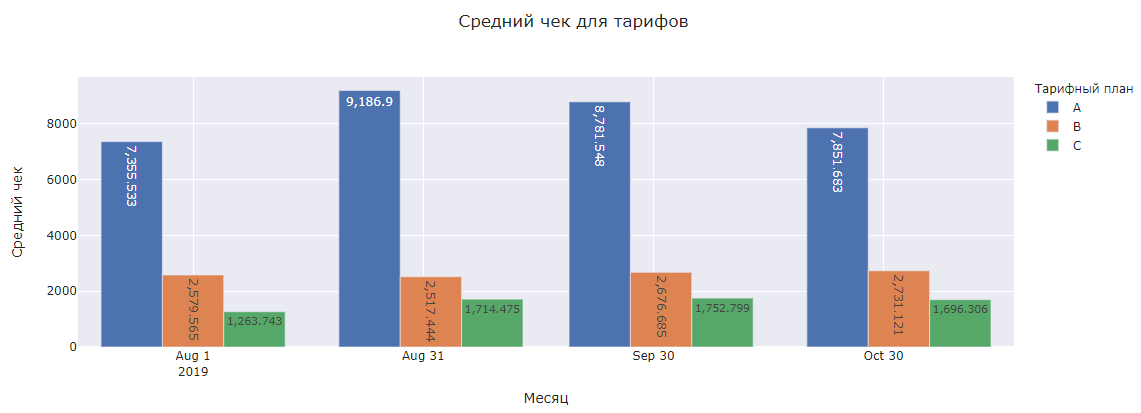 Средний чек для тарифов
Тарифный план
A
B
C
Средний чек
8000
6000
4000
2000
0
7,355.533
2,579.565
1,263.743
9,186.9
2,517.444
1,714.475
8,781.548
2,676.685
1,752.799
7,851.683
2,731.121
1,696.306
Aug 1
2019
Aug 31
Sep 30
Oct 30
Месяц